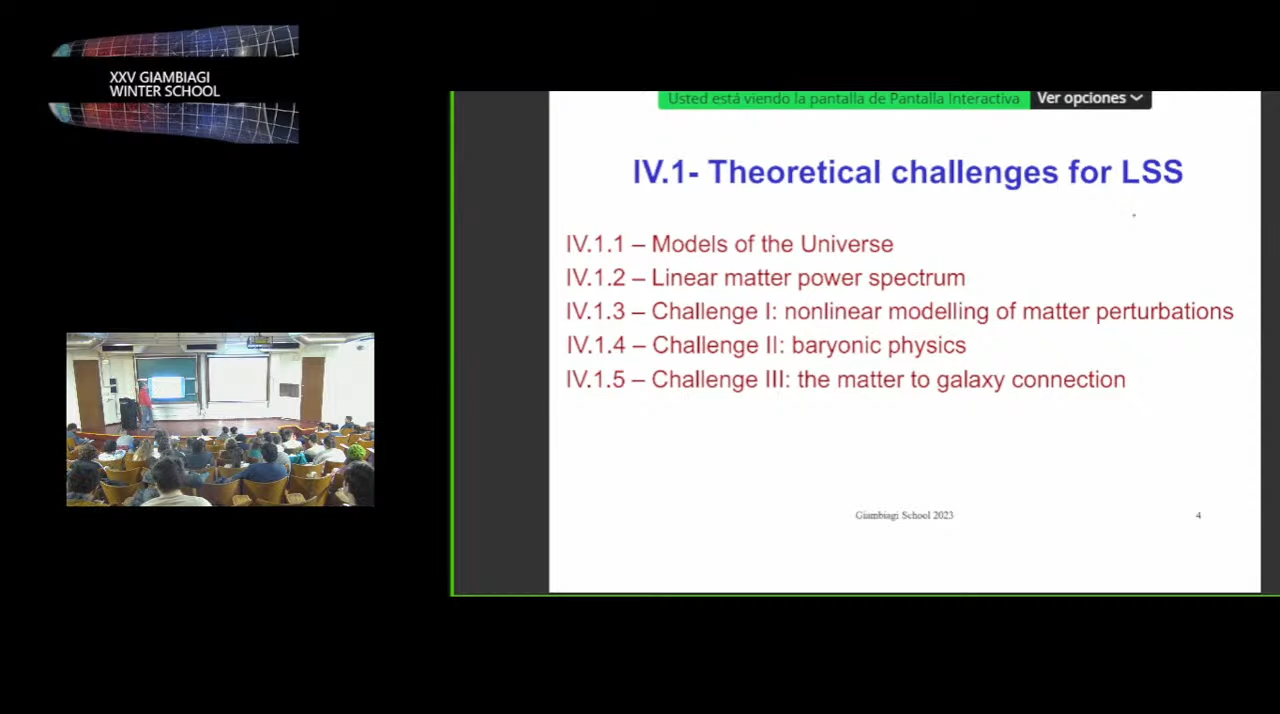 XXV GIAMBIAGI
WINTER SCHOOL
Usted está viendo la pantalla de Pantalla Interactiva
Ver opciones
IV.1- Theoretical challenges for LSS
IV.1.1 – Models of the Universe
IV.1.2 – Linear matter power spectrum
IV.1.3 – Challenge I: nonlinear modelling of matter perturbations
IV.1.4 – Challenge II: baryonic physics
IV.1.5 – Challenge III: the matter to galaxy connection
Giambiagi School 2023
4